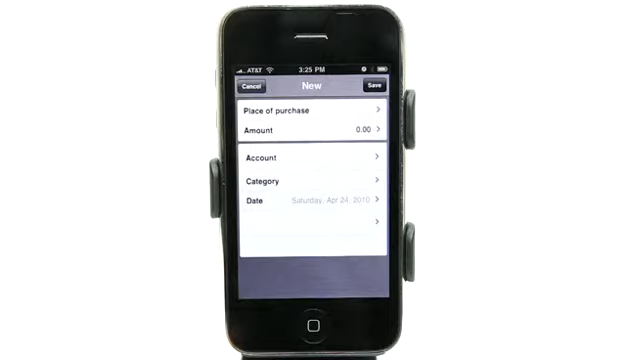 AT&T 3:25 PM
Cancel New Save
Place of purchase
Amount 0.00
Account
Category
Date Saturday, Apr 24, 2010